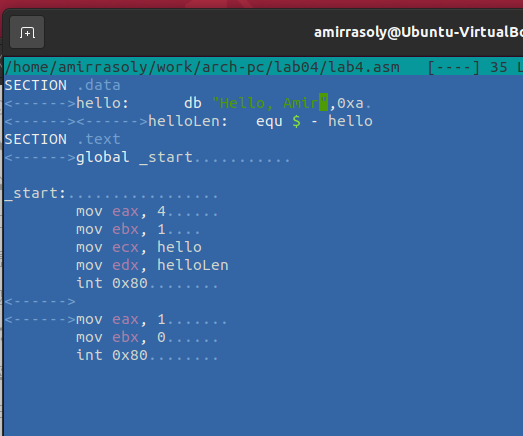 amirrasoly@Ubuntu-VirtualBo
/home/amirrasoly/work/arch-pc/lab04/lab4.asm   [----] 35 L
SECTION .data
<------>hello:      db "Hello, Amir",0xa.
<------><------>helloLen:   equ $ - hello
SECTION .text
<------>global _start...........
_start:.................
        mov eax, 4......
        mov ebx, 1....
        mov ecx, hello
        mov edx, helloLen
        int 0x80........
<------>
<------>mov eax, 1.......
        mov ebx, 0......
        int 0x80........